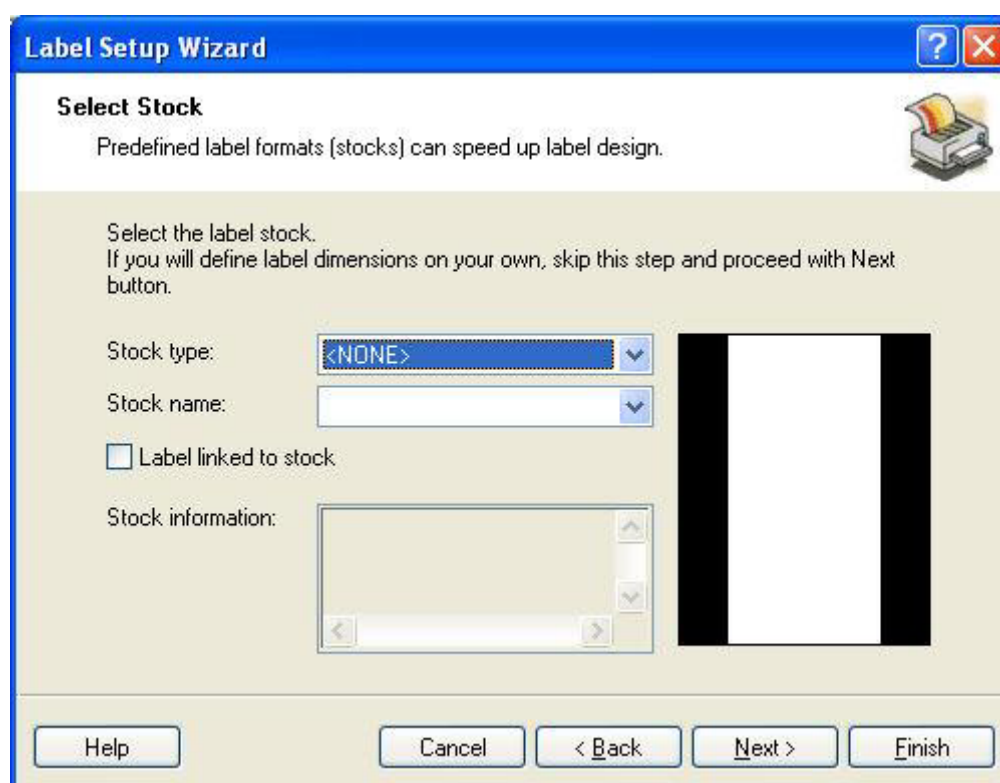 Label Setup Wizard
?
Select Stock
Predefined label formats (stocks) can speed up label design.
Select the label stock.
If you will define label dimensions on your own, skip this step and proceed with Next
button.
Stock type:
<NONE>
Stock name:
Label linked to stock
Stock information:
Help
Cancel
< Back
Next >
Finish